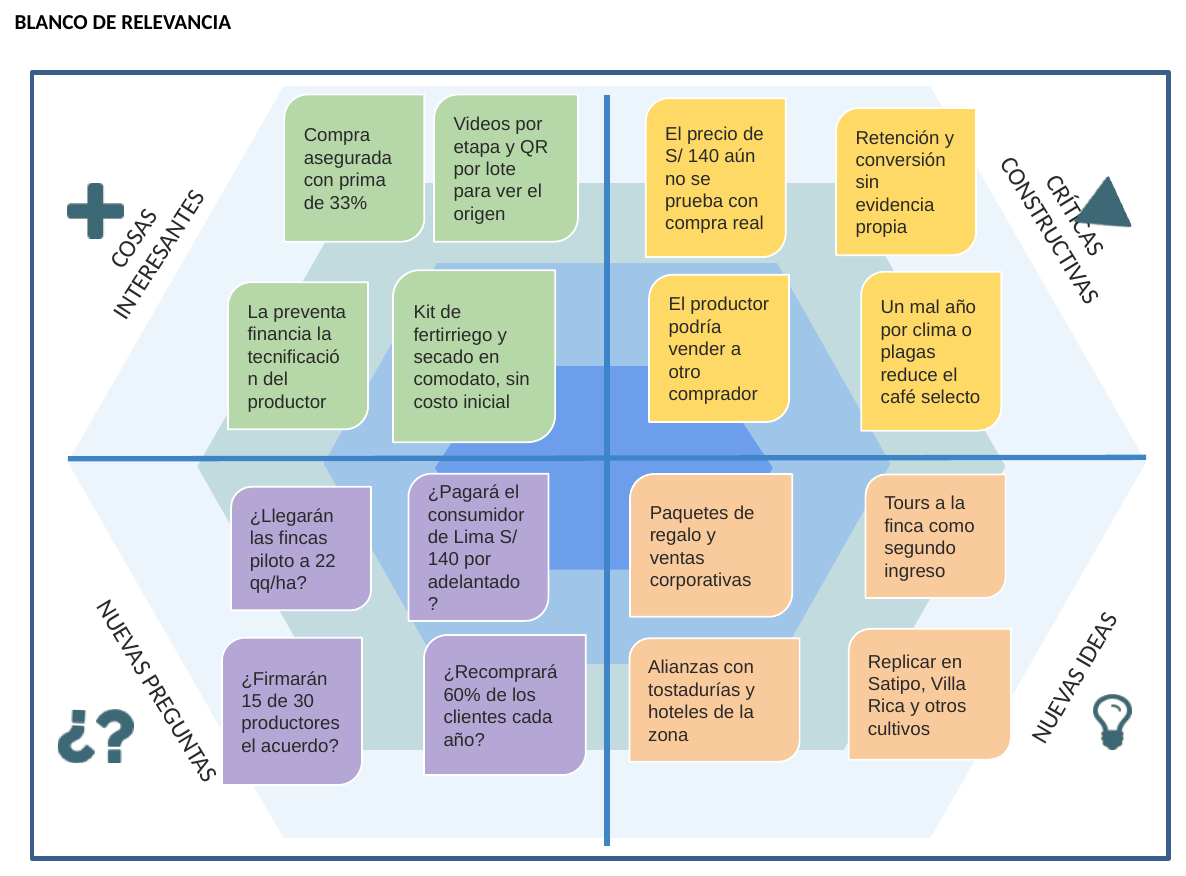 BLANCO DE RELEVANCIA
COSAS
INTERESANTES
Compra
asegurada
con prima
de 33%
Videos por
etapa y QR
por lote
para ver el
origen
La preventa
financia la
tecnificació
n del
productor
Kit de
fertirriego y
secado en
comodato, sin
costo inicial
El precio de
S/ 140 aún
no se
prueba con
compra real
Retención y
conversión
sin
evidencia
propia
El productor
podría
vender a
otro
comprador
Un mal año
por clima o
plagas
reduce el
café selecto
CRÍTICAS
CONSTRUCTIVAS
¿Llegarán
las fincas
piloto a 22
qq/ha?
¿Pagará el
consumidor
de Lima S/
140 por
adelantado
?
¿Firmarán
15 de 30
productores
el acuerdo?
¿Recomprará
60% de los
clientes cada
año?
NUEVAS PREGUNTAS
¿?
Paquetes de
regalo y
ventas
corporativas
Tours a la
finca como
segundo
ingreso
Alianzas con
tostadurías y
hoteles de la
zona
Replicar en
Satipo, Villa
Rica y otros
cultivos
NUEVAS IDEAS